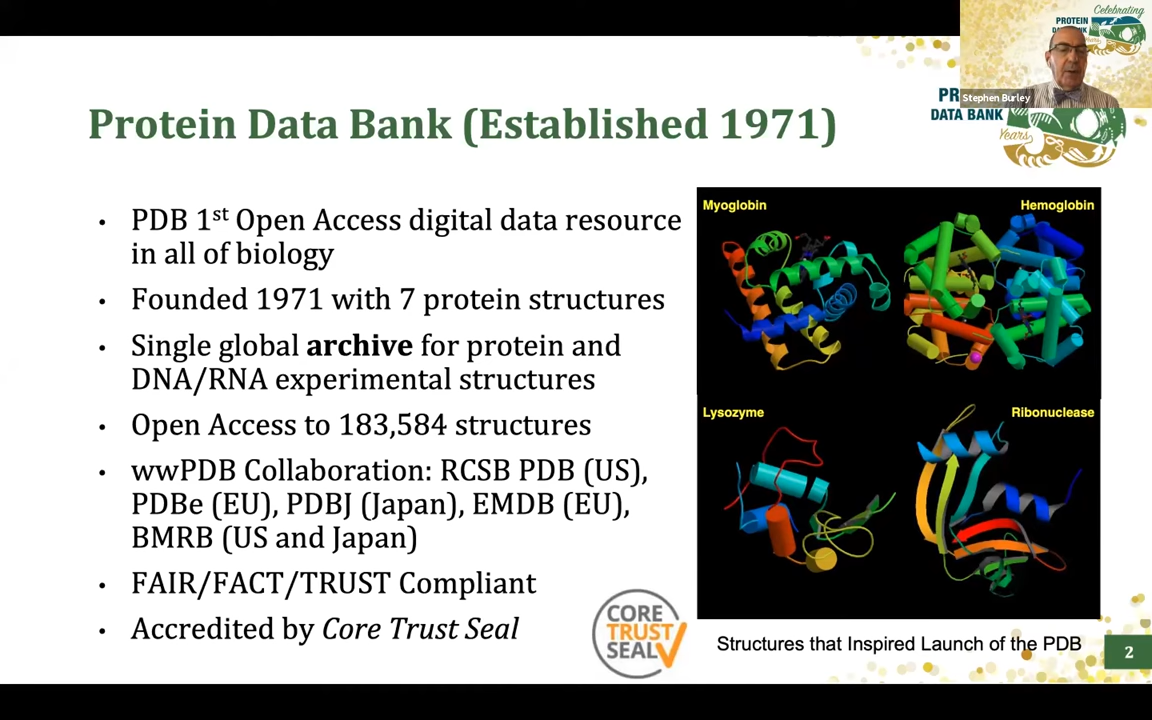 Celebrating
PROTEIN
Stephen Burley
DATA BANK
Years
Protein Data Bank (Established 1971)
• PDB 1st Open Access digital data resource
in all of biology
• Founded 1971 with 7 protein structures
• Single global archive for protein and
DNA/RNA experimental structures
• Open Access to 183,584 structures
• wwPDB Collaboration: RCSB PDB (US),
PDBe (EU), PDBJ (Japan), EMDB (EU),
BMRB (US and Japan)
• FAIR/FACT/TRUST Compliant
• Accredited by Core Trust Seal
CORE
TRUST
SEAL
Myoglobin
Hemoglobin
Lysozyme
Ribonuclease
Structures that Inspired Launch of the PDB
2